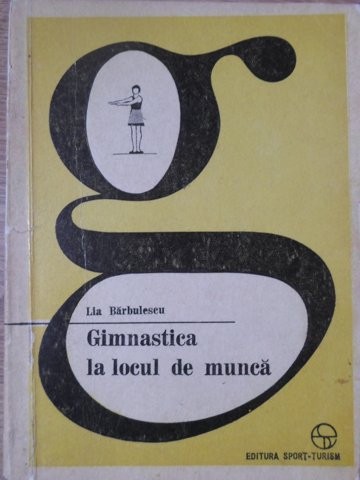 g
Lia Bărbulescu
Gimnastica
la locul de muncă
EDITURA SPORT-TURISM